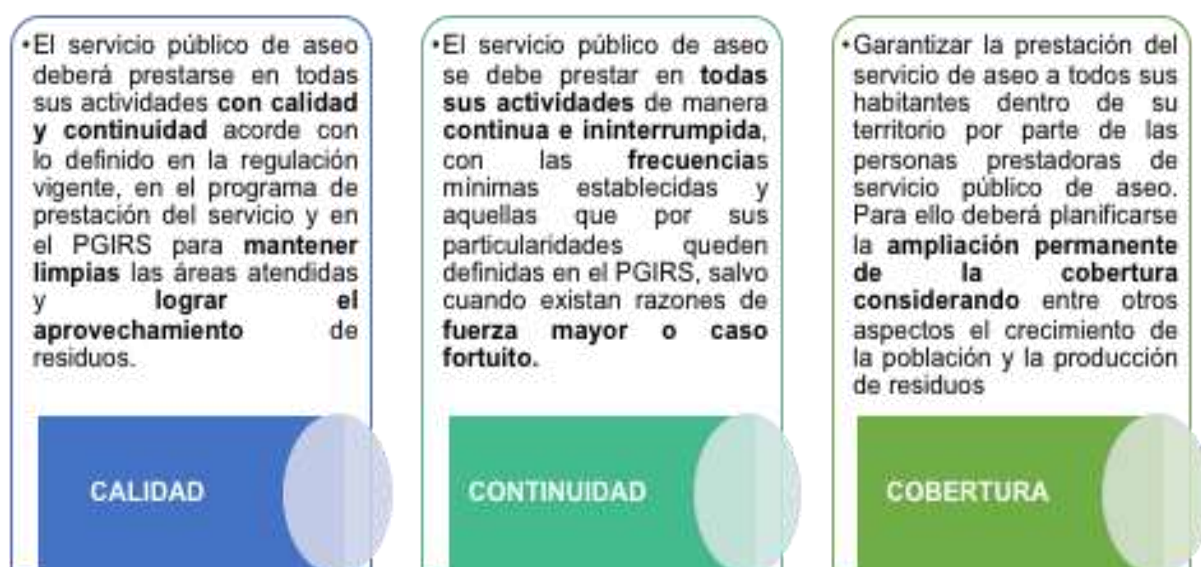 •El servicio público de aseo
deberá prestarse en todas
sus actividades con calidad
y continuidad acorde con
lo definido en la regulación
vigente, en el programa de
prestación del servicio y en
el PGIRS para mantener
limpias las áreas atendidas
y lograr el
aprovechamiento de
residuos.
CALIDAD
•El servicio público de aseo
se debe prestar en todas
sus actividades de manera
continua e ininterrumpida,
con las frecuencias
mínimas establecidas y
aquellas que por sus
particularidades queden
definidas en el PGIRS, salvo
cuando existan razones de
fuerza mayor o caso
fortuito.
CONTINUIDAD
•Garantizar la prestación del
servicio de aseo a todos sus
habitantes dentro de su
territorio por parte de las
personas prestadoras de
servicio público de aseo.
Para ello deberá planificarse
la ampliación permanente
de la cobertura
considerando entre otros
aspectos el crecimiento de
la población y la producción
de residuos
COBERTURA